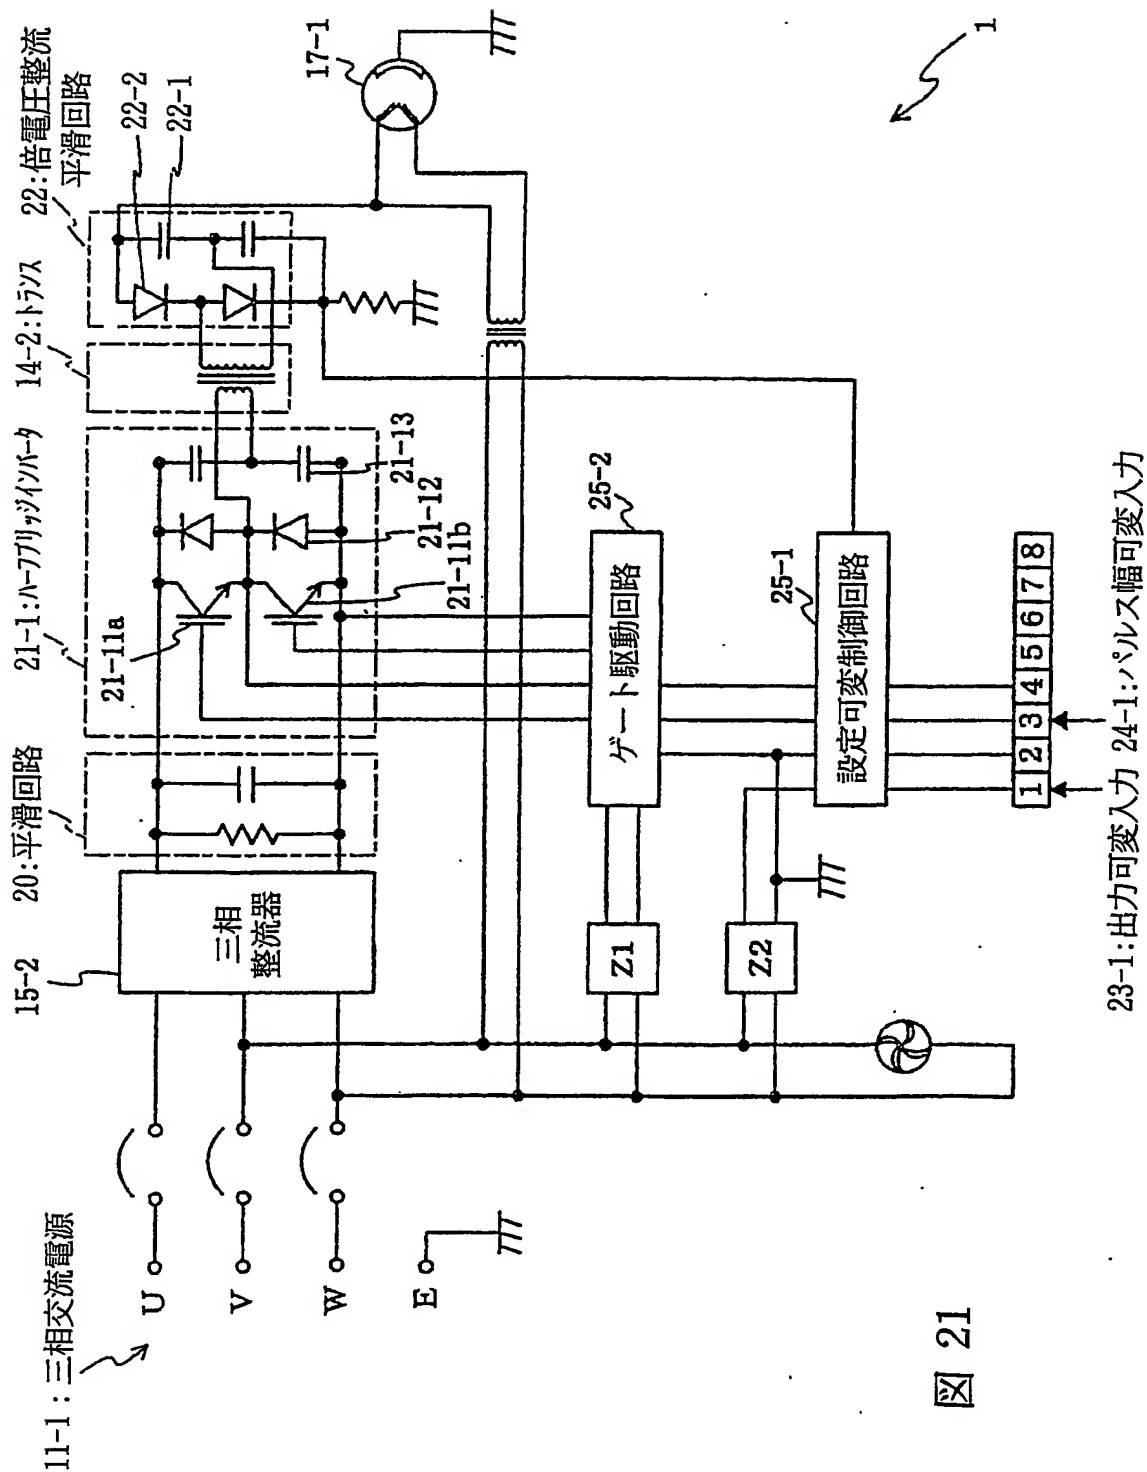 11-1：三相交流電源
U
V
W
E
15-2
三相
整流器
20:平滑回路
21-1:ハーフブリッジインバータ
21-11a
21-11b
21-12
21-13
14-2:トランス
22:倍電圧整流
平滑回路
22-2
22-1
17-1
1
25-2
ゲート駆動回路
25-1
設定可変制御回路
Z1
Z2
1 2 3 4 5 6 7 8
23-1:出力可変入力
24-1:パルス幅可変入力
図 21